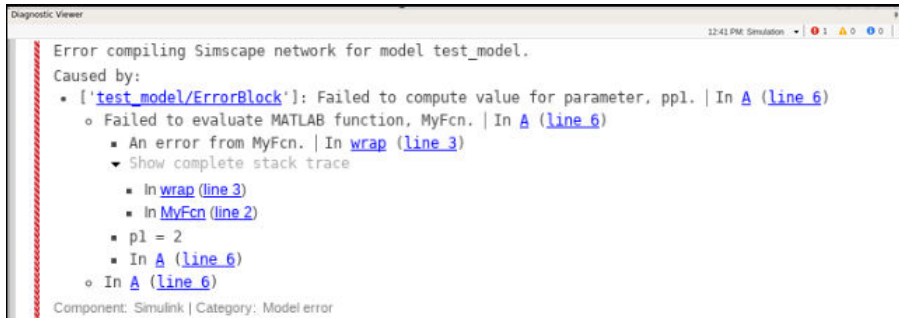 Diagnostic Viewer
12:41 PM: Simulation 1 0 0
Error compiling Simscape network for model test_model.
Caused by:
['test_model/ErrorBlock']: Failed to compute value for parameter, pp1. | In A (line 6)
Failed to evaluate MATLAB function, MyFcn. | In A (line 6)
An error from MyFcn. | In wrap (line 3)
Show complete stack trace
In wrap (line 3)
In MyFcn (line 2)
p1 = 2
In A (line 6)
In A (line 6)
Component: Simulink | Category: Model error